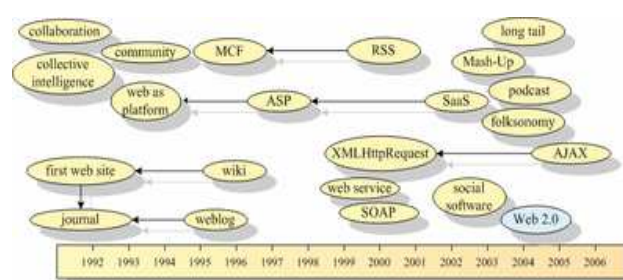 collaboration
community
MCF
RSS
long tail
collective
intelligence
Mash-Up
web as
platform
ASP
SaaS
podcast
folksonomy
first web site
wiki
XMLHttpRequest
AJAX
web service
social
software
journal
weblog
SOAP
Web 2.0
1992 1993 1994 1995 1996 1997 1998 1999 2000 2001 2002 2003 2004 2005 2006